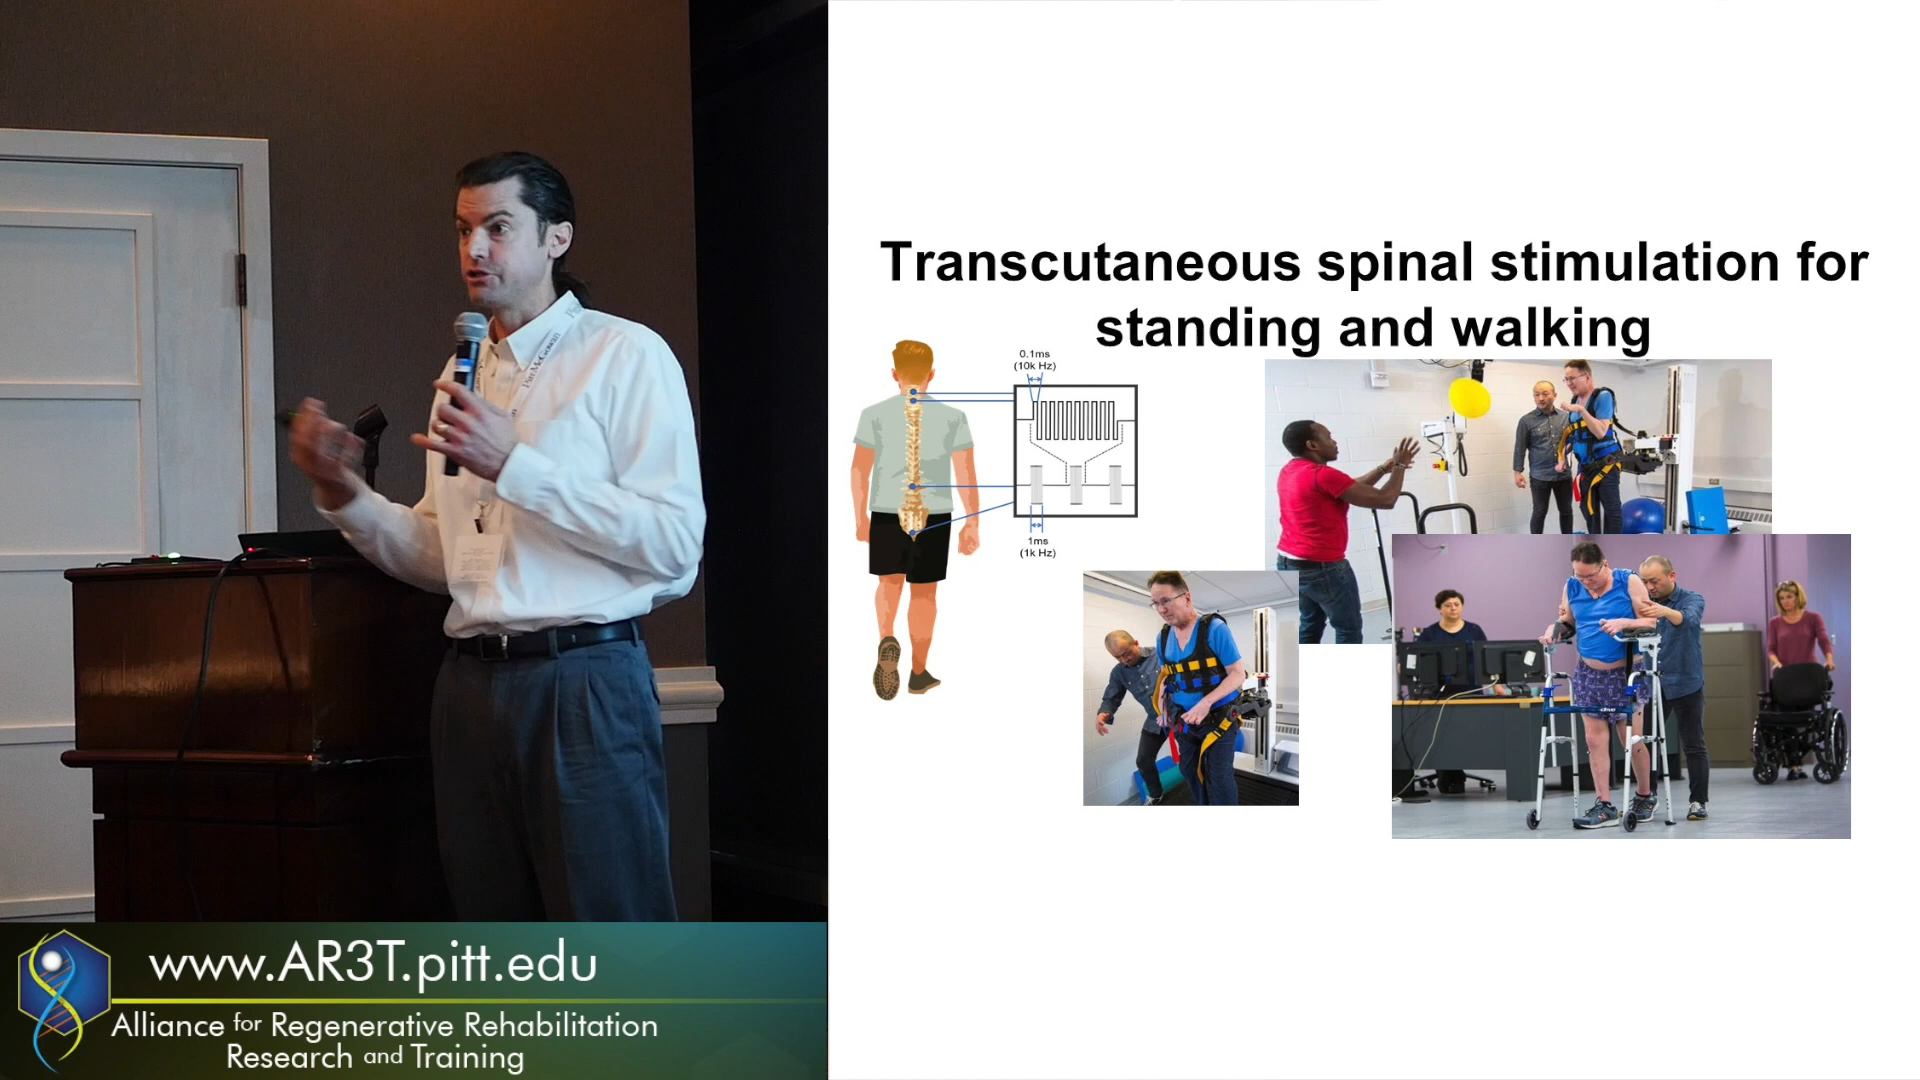 Transcutaneous spinal stimulation for
standing and walking
0.1ms
(10k Hz)
1ms
(1k Hz)
www.AR3T.pitt.edu
Alliance for Regenerative Rehabilitation
Research and Training